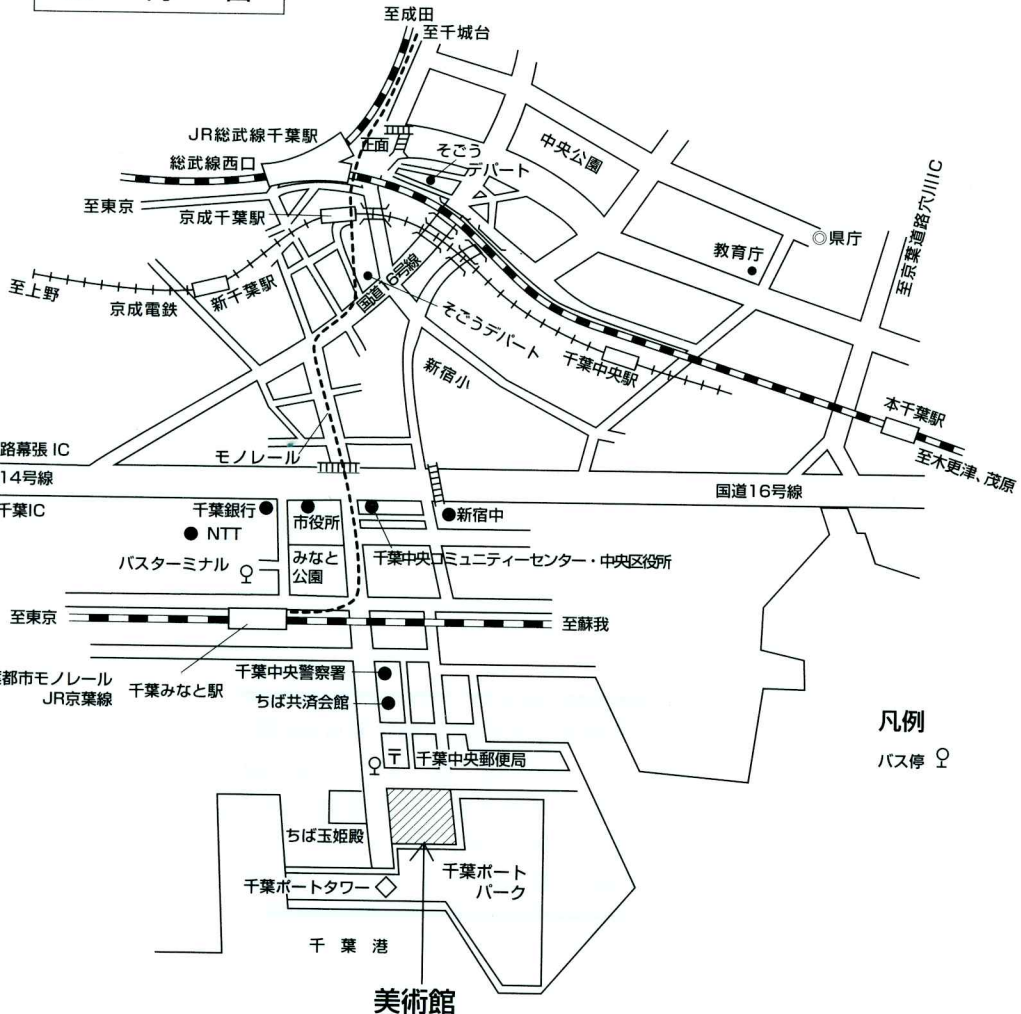 至成田
至千城台
JR総武線千葉駅
正面
総武線西口
そごう
デパート
中央公園
至東京
京成千葉駅
至京葉道路穴川IC
◎県庁
教育庁
至上野
京成電鉄
新千葉駅
国道16号線
そごうデパート
千葉中央駅
新宿小
本千葉駅
至木更津、茂原
路幕張IC
モノレール
14号線
国道16号線
千葉IC
千葉銀行
市役所
新宿中
NTT
千葉中央コミュニティーセンター・中央区役所
バスターミナル
みなと
公園
至東京
至蘇我
都市モノレール
JR京葉線
千葉みなと駅
千葉中央警察署
ちば共済会館
凡例
バス停
〒
千葉中央郵便局
ちば玉姫殿
千葉ポートタワー
千葉ポート
パーク
千葉港
美術館